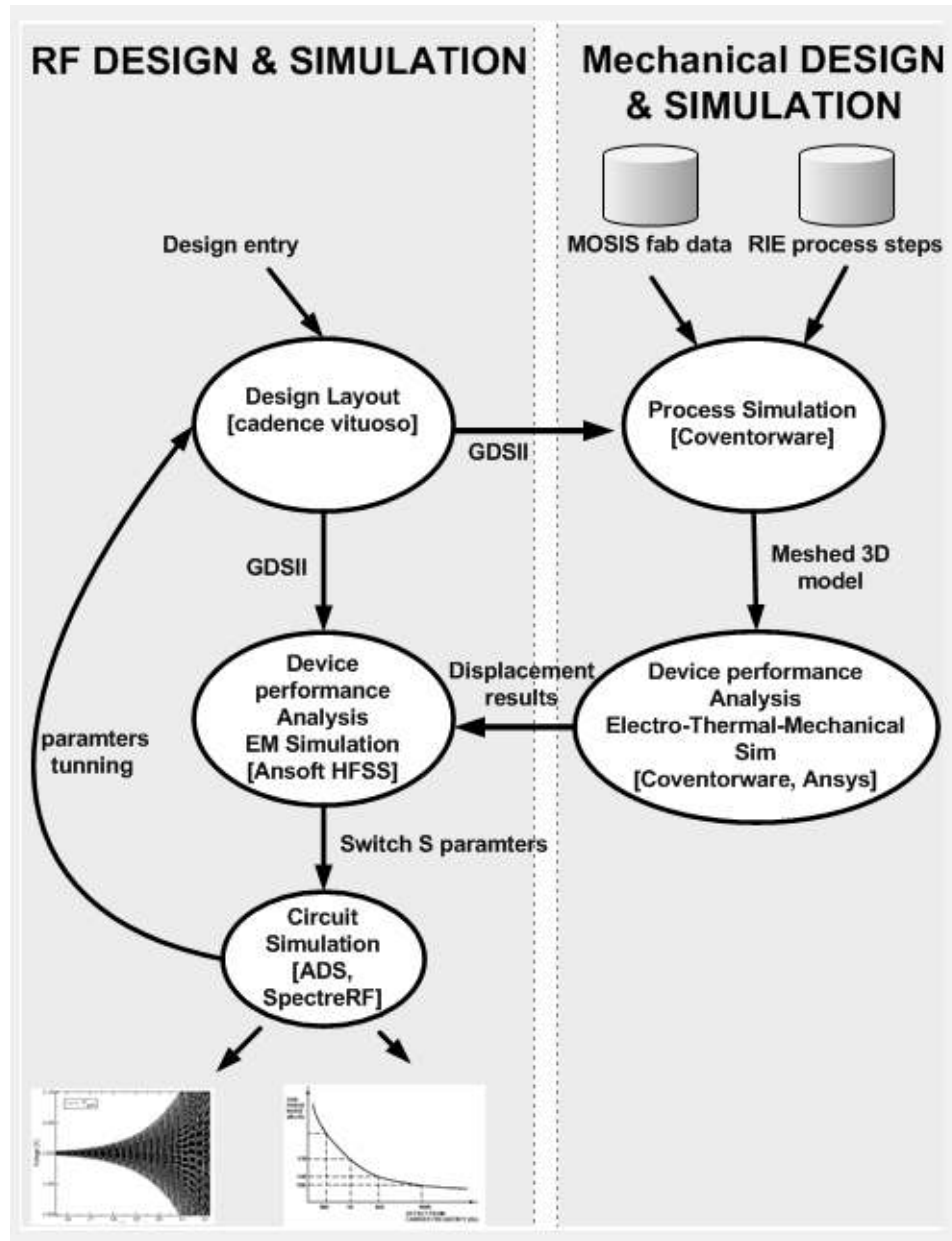 RF DESIGN & SIMULATION
Mechanical DESIGN
& SIMULATION
MOSIS fab data
RIE process steps
Design entry
Design Layout
[cadence vituoso]
GDSII
Process Simulation
[Coventorware]
GDSII
Meshed 3D
model
Device
performance
Analysis
EM Simulation
[Ansoft HFSS]
Displacement
results
Device performance
Analysis
Electro-Thermal-Mechanical
Sim
[Coventorware, Ansys]
paramters
tunning
Switch S paramters
Circuit
Simulation
[ADS,
SpectreRF]